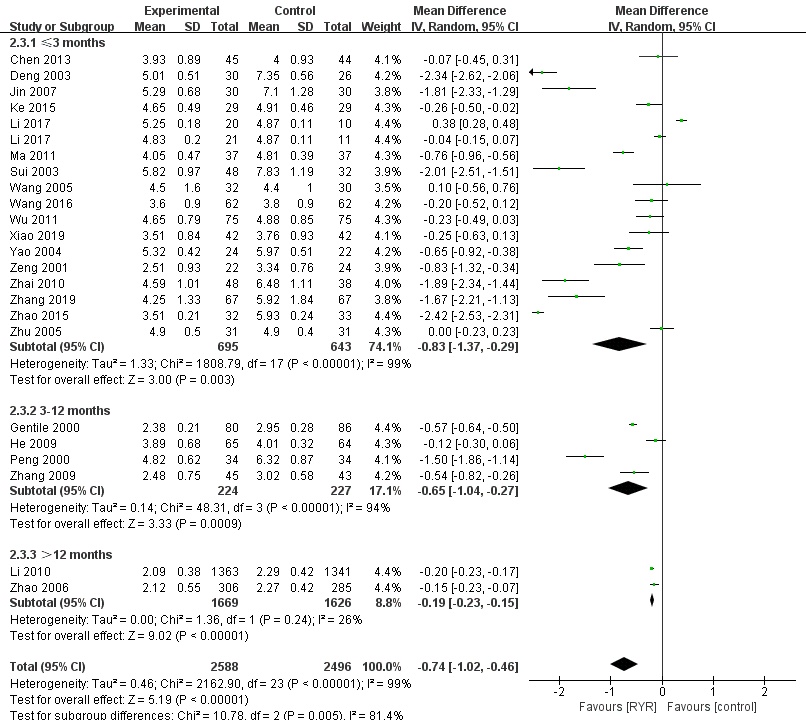 Experimental Control Mean Difference Mean Difference
Study or Subgroup Mean SD Total Mean SD Total Weight IV, Random, 95% CI IV, Random, 95% CI
2.3.1 ≤3 months
Chen 2013 3.93 0.89 45 4 0.93 44 4.1% -0.07 [-0.45, 0.31]
Deng 2003 5.01 0.51 30 7.35 0.56 26 4.2% -2.34 [-2.62, -2.06]
Jin 2007 5.29 0.68 30 7.1 1.28 30 4.0% -1.81 [-2.33, -1.29]
Ke 2015 4.65 0.49 29 4.91 0.46 29 4.3% -0.26 [-0.50, -0.02]
Li 2017 5.25 0.18 20 4.87 0.11 10 4.4% 0.38 [0.28, 0.48]
Li 2017 4.83 0.2 21 4.87 0.11 11 4.4% -0.04 [-0.15, 0.07]
Ma 2011 4.05 0.47 37 4.81 0.39 37 4.3% -0.76 [-0.96, -0.56]
Sui 2003 5.82 0.97 48 7.83 1.19 32 4.0% -2.01 [-2.51, -1.51]
Wang 2005 4.5 1.6 32 4.4 1 30 3.8% 0.10 [-0.56, 0.76]
Wang 2016 3.6 0.9 62 3.8 0.9 62 4.2% -0.20 [-0.52, 0.12]
Wu 2011 4.65 0.79 75 4.88 0.85 75 4.2% -0.23 [-0.49, 0.03]
Xiao 2019 3.51 0.84 42 3.76 0.93 42 4.1% -0.25 [-0.63, 0.13]
Yao 2004 5.32 0.42 24 5.97 0.51 22 4.2% -0.65 [-0.92, -0.38]
Zeng 2001 2.51 0.93 22 3.34 0.76 24 4.0% -0.83 [-1.32, -0.34]
Zhai 2010 4.59 1.01 48 6.48 1.11 38 4.0% -1.89 [-2.34, -1.44]
Zhang 2019 4.25 1.33 67 5.92 1.84 67 3.9% -1.67 [-2.21, -1.13]
Zhao 2015 3.51 0.21 32 5.93 0.24 33 4.4% -2.42 [-2.53, -2.31]
Zhu 2005 4.9 0.5 31 4.9 0.4 31 4.3% 0.00 [-0.23, 0.23]
Subtotal (95% CI) 695 643 74.1% -0.83 [-1.37, -0.29]
Heterogeneity: Tau² = 1.33; Chi² = 1808.79, df = 17 (P < 0.00001); I² = 99%
Test for overall effect: Z = 3.00 (P = 0.003)
2.3.2 3-12 months
Gentile 2000 2.38 0.21 80 2.95 0.28 86 4.4% -0.57 [-0.64, -0.50]
He 2009 3.89 0.68 65 4.01 0.32 64 4.3% -0.12 [-0.30, 0.06]
Peng 2000 4.82 0.62 34 6.32 0.87 34 4.1% -1.50 [-1.86, -1.14]
Zhang 2009 2.48 0.75 45 3.02 0.58 43 4.2% -0.54 [-0.82, -0.26]
Subtotal (95% CI) 224 227 17.1% -0.65 [-1.04, -0.27]
Heterogeneity: Tau² = 0.14; Chi² = 48.31, df = 3 (P < 0.00001); I² = 94%
Test for overall effect: Z = 3.33 (P = 0.0009)
2.3.3 >12 months
Li 2010 2.09 0.38 1363 2.29 0.42 1341 4.4% -0.20 [-0.23, -0.17]
Zhao 2006 2.12 0.55 306 2.27 0.42 285 4.4% -0.15 [-0.23, -0.07]
Subtotal (95% CI) 1669 1626 8.8% -0.19 [-0.23, -0.15]
Heterogeneity: Tau² = 0.00; Chi² = 1.36, df = 1 (P = 0.24); I² = 26%
Test for overall effect: Z = 9.02 (P < 0.00001)
Total (95% CI) 2588 2496 100.0% -0.74 [-1.02, -0.46]
Heterogeneity: Tau² = 0.46; Chi² = 2162.90, df = 23 (P < 0.00001); I² = 99%
Test for overall effect: Z = 5.19 (P < 0.00001)
Test for subgroup differences: Chi² = 10.78, df = 2 (P = 0.005), I² = 81.4%
-2 -1 0 1 2
Favours [RYR] Favours [control]